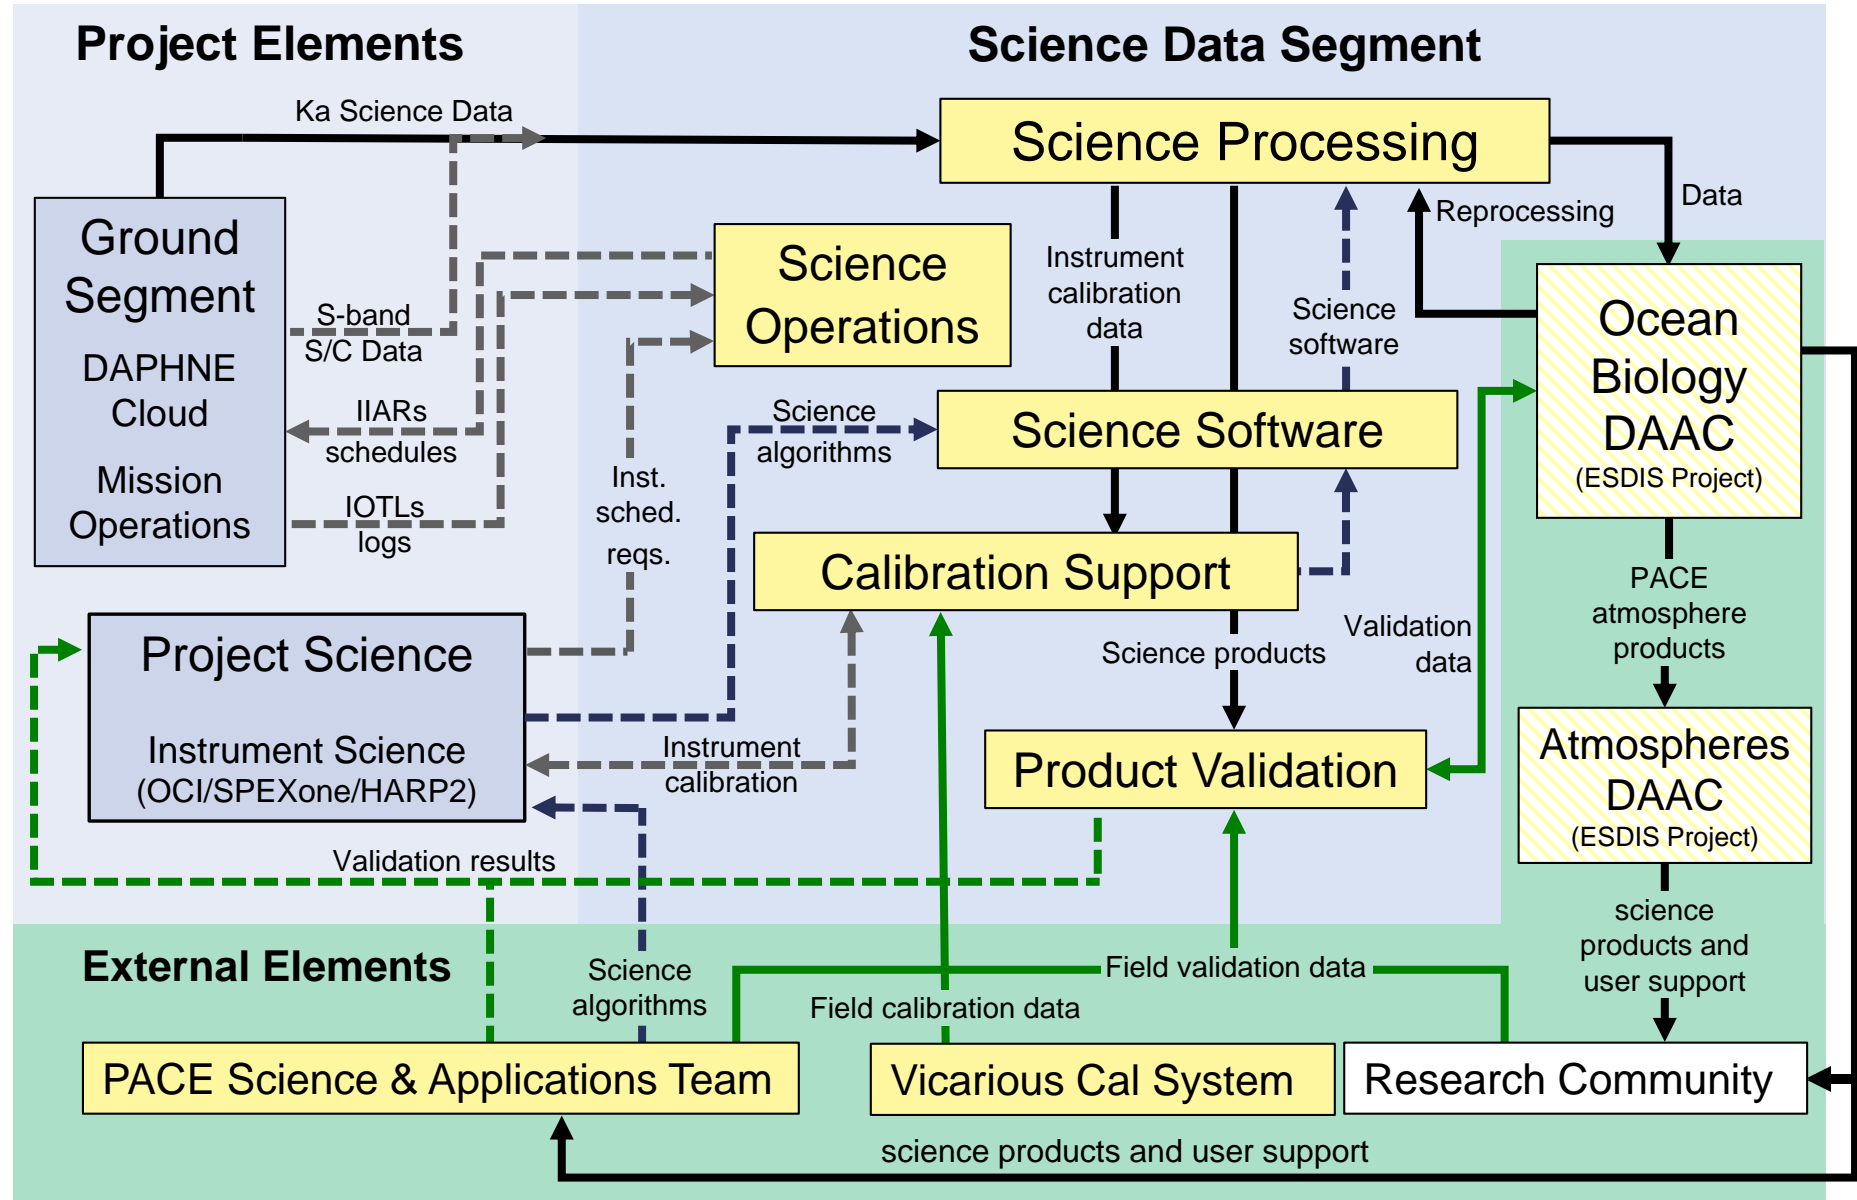 Project Elements
Science Data Segment
Ka Science Data
Science Processing
Data
Reprocessing
Ground
Segment
DAPHNE
Cloud
Mission
Operations
S-band
S/C Data
IIARs
schedules
IOTLs
logs
Science
Operations
Instrument
calibration
data
Science
software
Ocean
Biology
DAAC
(ESDIS Project)
Science
algorithms
Science Software
Inst.
sched.
reqs.
Calibration Support
PACE
atmosphere
products
Validation
data
Science products
Project Science
Instrument Science
(OCI/SPEXone/HARP2)
Instrument
calibration
Product Validation
Atmospheres
DAAC
(ESDIS Project)
Validation results
science
products and
user support
External Elements
Science
algorithms
Field validation data
Field calibration data
PACE Science & Applications Team
Vicarious Cal System
Research Community
science products and user support